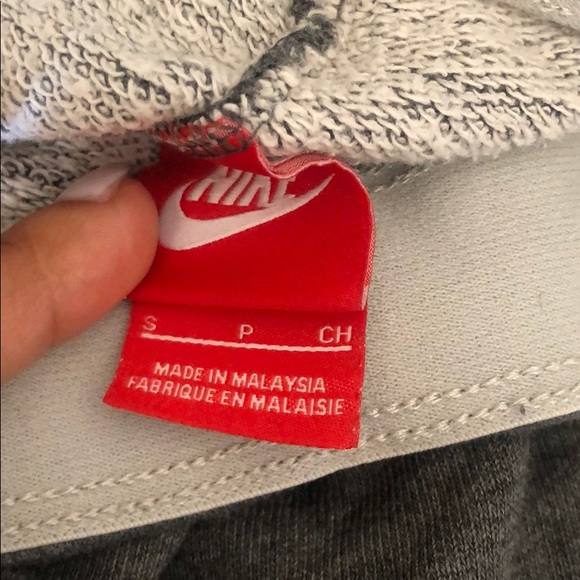 NIKE
S P CH
MADE IN MALAYSIA
FABRIQUE EN MALAISIE